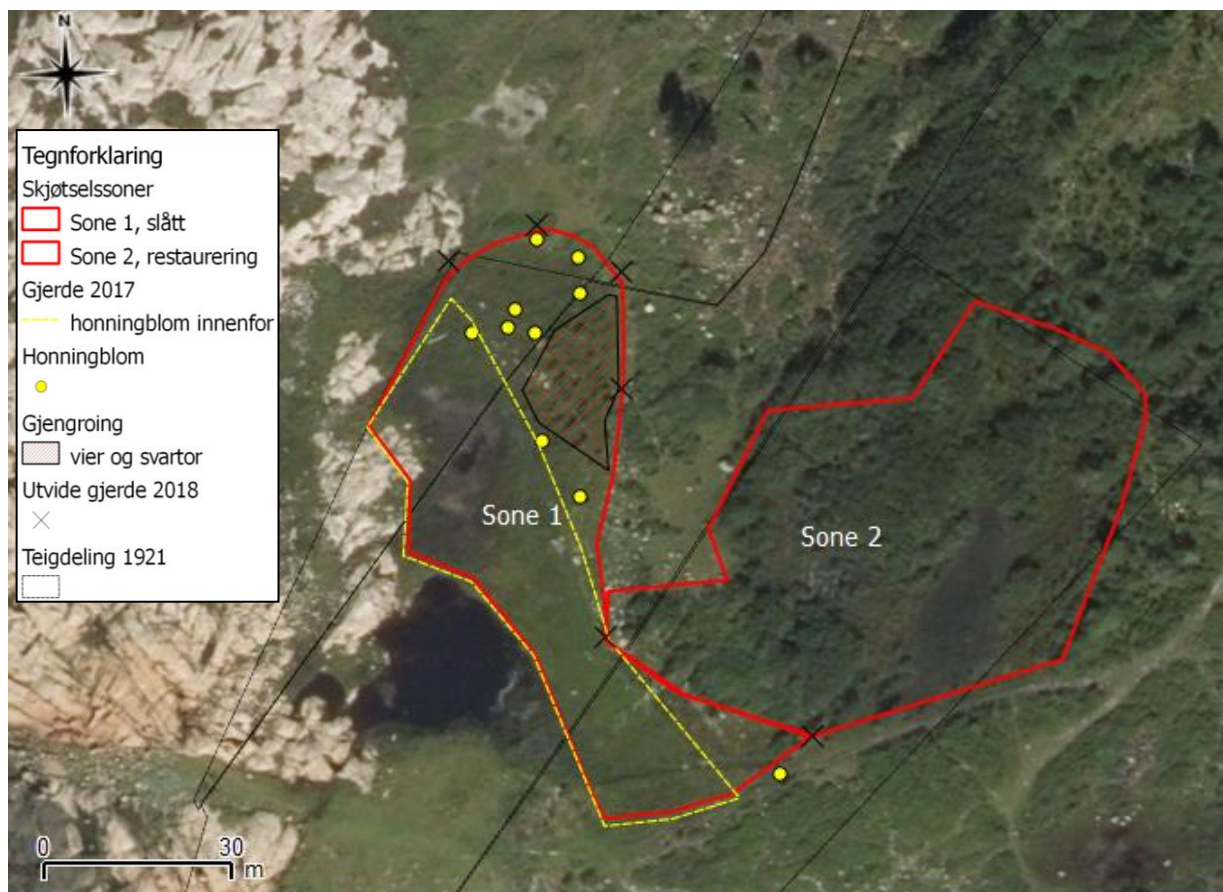 N
Tegnforklaring
Skjøtselssoner
Sone 1, slått
Sone 2, restaurering
Gjerde 2017
honningblom innenfor
Honningblom
Gjengroing
vier og svartor
Utvide gjerde 2018
Teigdeling 1921
Sone 1
Sone 2
0 30
m